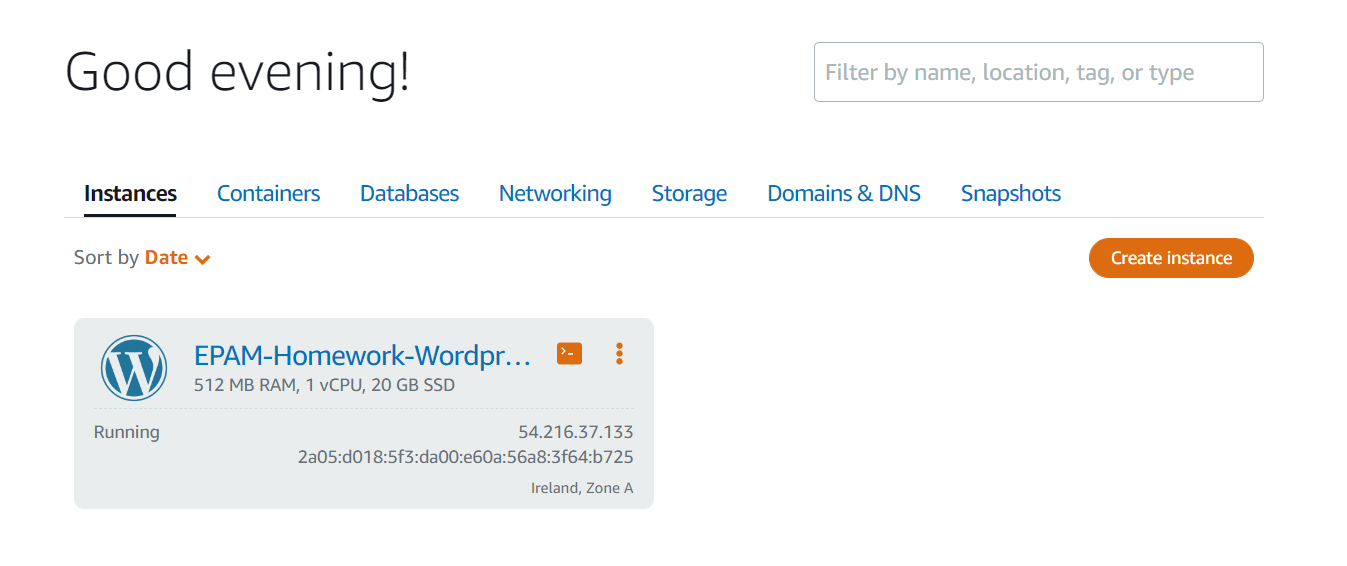 Good evening!
Filter by name, location, tag, or type
Instances Containers Databases Networking Storage Domains & DNS Snapshots
Sort by Date
Create instance
EPAM-Homework-Wordpr...
512 MB RAM, 1 vCPU, 20 GB SSD
Running
54.216.37.133
2a05:d018:5f3:da00:e60a:56a8:3f64:b725
Ireland, Zone A